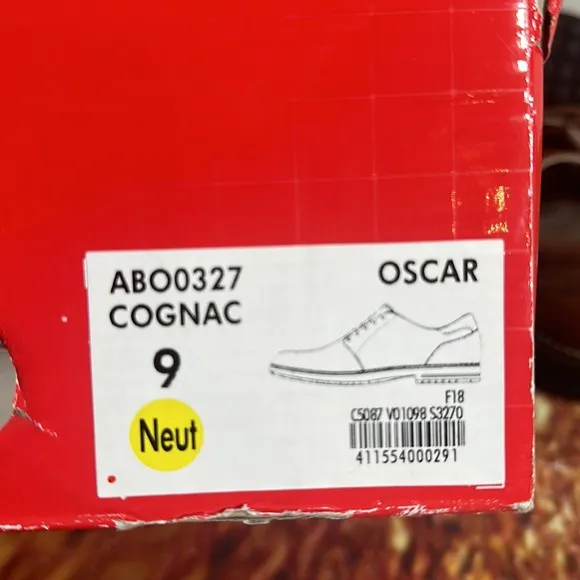 ABO0327 OSCAR
COGNAC
9
Neut
F18
C5087 V01098 S3270
411554000291